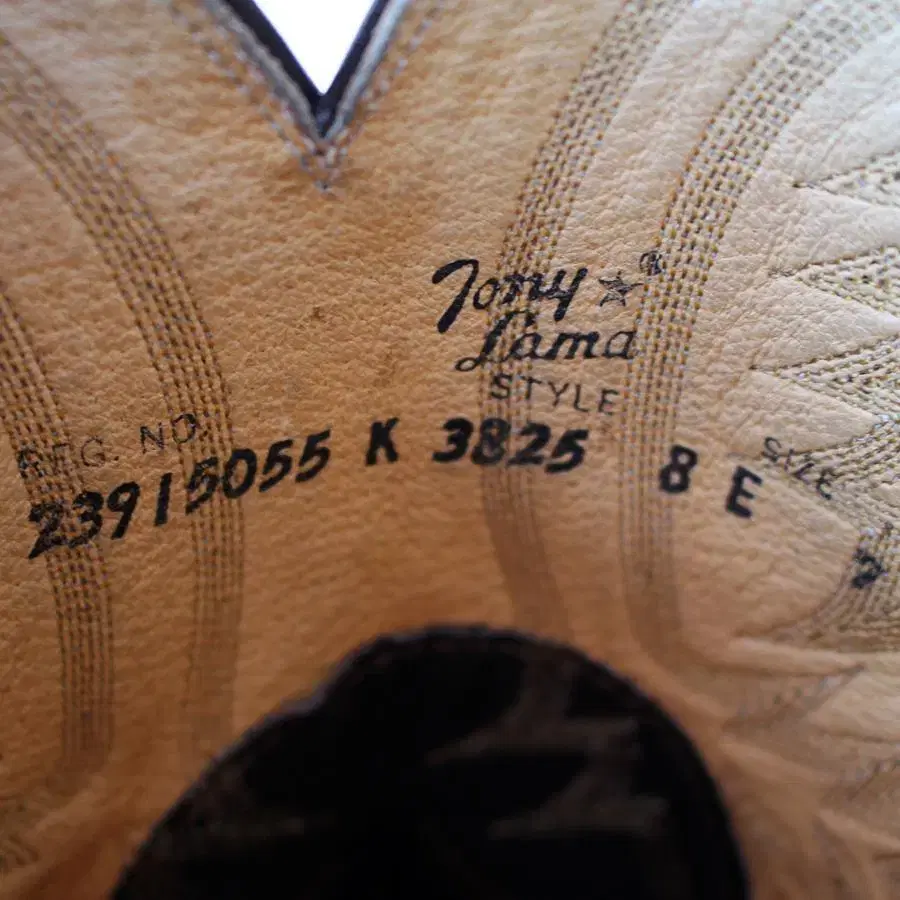 Tony ☆ ®
Lama
STYLE
REG. NO. SIZE
23915055 K 3825 8 E